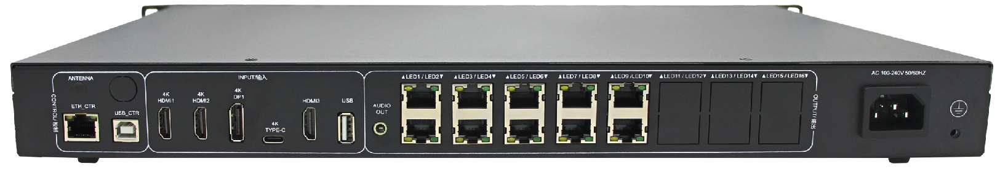 ANTENNA
CONTROL/ 控制
ETH_CTR
USB_CTR
INPUT/输入
4K
HDMI1
4K
HDMI2
4K
DP1
4K
TYPE-C
HDMI3
USB
AUDIO
OUT
▲LED1 / LED2▼
▲LED3 / LED4▼
▲LED5 / LED6▼
▲LED7 / LED8▼
▲LED9 /LED10▼
▲LED11 / LED12▼
▲LED13 / LED14▼
▲LED15 / LED16▼
OUTPUT/ 输出
AC 100-240V 50/60HZ